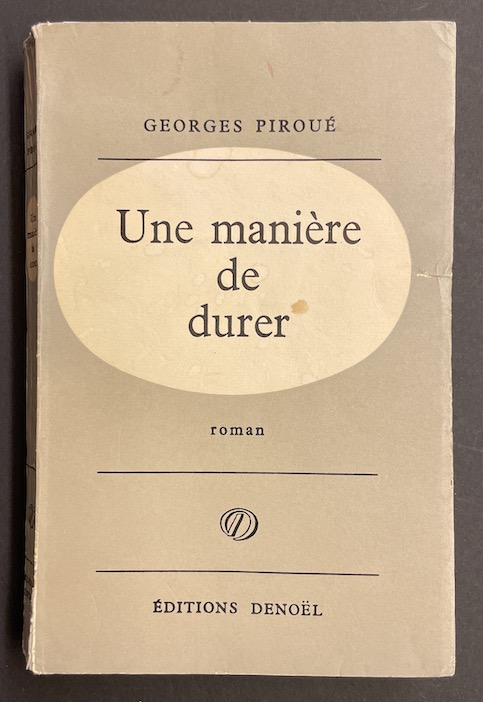 GEORGES PIROUÉ
Une manière
de
durer
roman
D
ÉDITIONS DENOËL